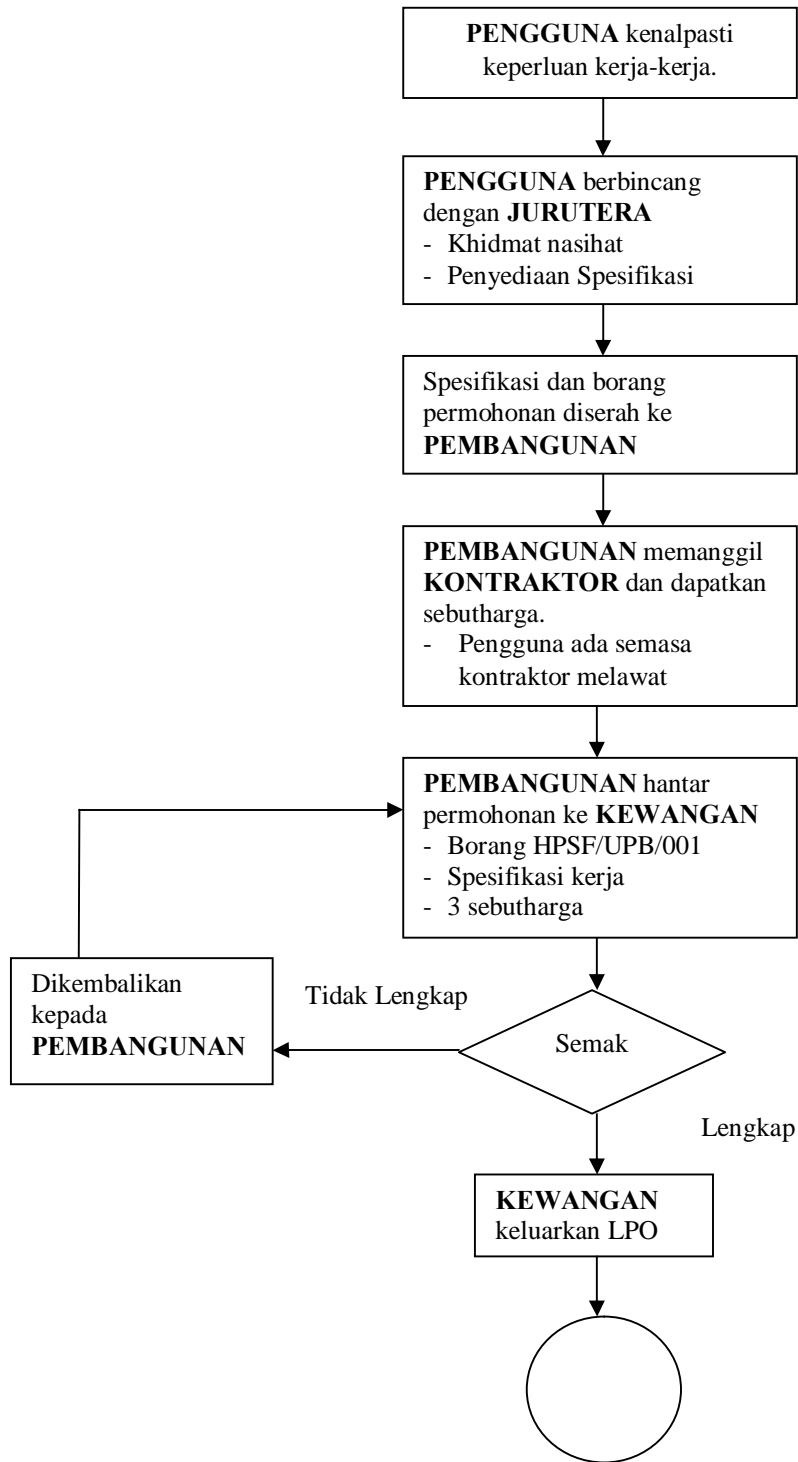 PENGGUNA kenalpasti
keperluan kerja-kerja.
PENGGUNA berbincang
dengan JURUTERA
- Khidmat nasihat
- Penyediaan Spesifikasi
Spesifikasi dan borang
permohonan diserah ke
PEMBANGUNAN
PEMBANGUNAN memanggil
KONTRAKTOR dan dapatkan
sebutharga.
- Pengguna ada semasa
kontraktor melawat
PEMBANGUNAN hantar
permohonan ke KEWANGAN
- Borang HPSF/UPB/001
- Spesifikasi kerja
- 3 sebutharga
Dikembalikan
kepada
PEMBANGUNAN
Tidak Lengkap
Semak
Lengkap
KEWANGAN
keluarkan LPO